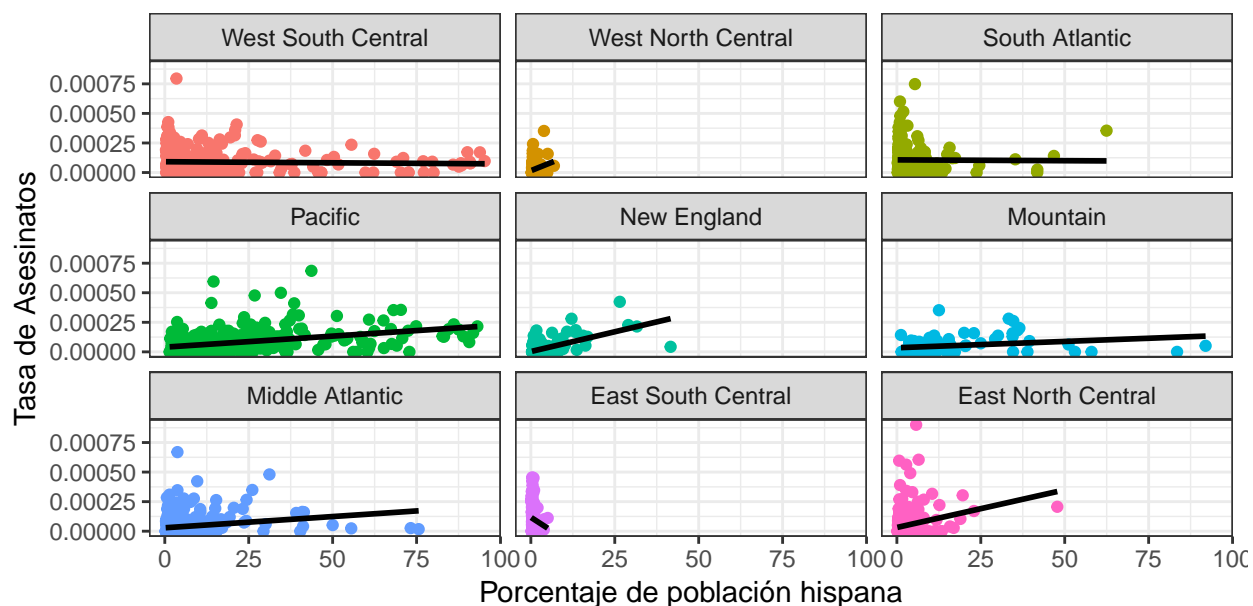 West South Central
West North Central
South Atlantic
0.00075
0.00050
0.00025
0.00000
Pacific
New England
Mountain
0.00075
0.00050
0.00025
0.00000
Middle Atlantic
East South Central
East North Central
0.00075
0.00050
0.00025
0.00000
0 25 50 75 100 0 25 50 75 100 0 25 50 75 100
Porcentaje de población hispana
Tasa de Asesinatos